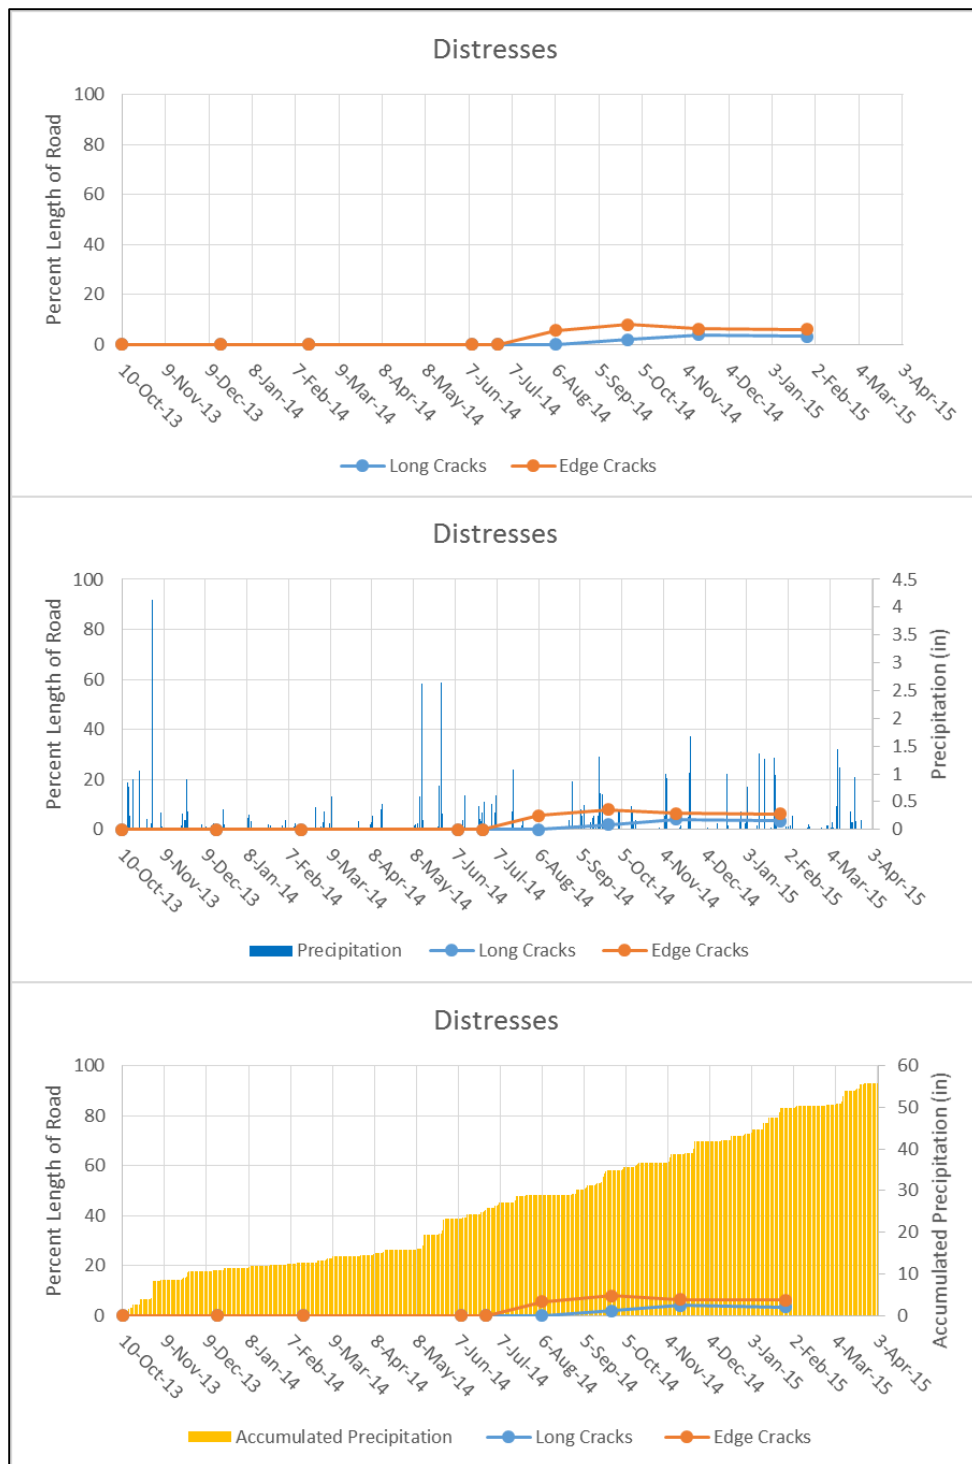 Distresses
Percent Length of Road
100
80
60
40
20
0
10-Oct-13
9-Nov-13
9-Dec-13
8-Jan-14
7-Feb-14
9-Mar-14
8-Apr-14
8-May-14
7-Jun-14
7-Jul-14
6-Aug-14
5-Sep-14
5-Oct-14
4-Nov-14
4-Dec-14
3-Jan-15
2-Feb-15
4-Mar-15
3-Apr-15
Long Cracks Edge Cracks
Distresses
Percent Length of Road
100
80
60
40
20
0
4.5
4
3.5
3
2.5
2
1.5
1
0.5
0
Precipitation (in)
10-Oct-13
9-Nov-13
9-Dec-13
8-Jan-14
7-Feb-14
9-Mar-14
8-Apr-14
8-May-14
7-Jun-14
7-Jul-14
6-Aug-14
5-Sep-14
5-Oct-14
4-Nov-14
4-Dec-14
3-Jan-15
2-Feb-15
4-Mar-15
3-Apr-15
Precipitation Long Cracks Edge Cracks
Distresses
Percent Length of Road
100
80
60
40
20
0
60
50
40
30
20
10
0
Accumulated Precipitation (in)
10-Oct-13
9-Nov-13
9-Dec-13
8-Jan-14
7-Feb-14
9-Mar-14
8-Apr-14
8-May-14
7-Jun-14
7-Jul-14
6-Aug-14
5-Sep-14
5-Oct-14
4-Nov-14
4-Dec-14
3-Jan-15
2-Feb-15
4-Mar-15
3-Apr-15
Accumulated Precipitation Long Cracks Edge Cracks